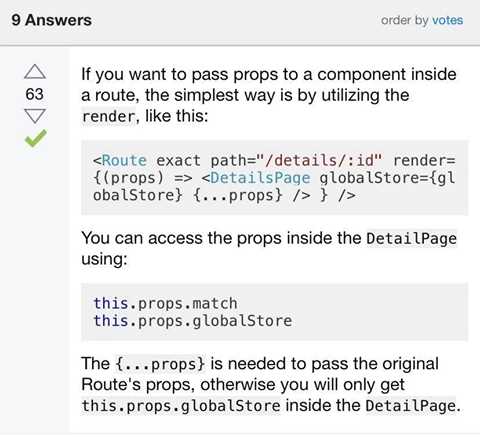 9 Answers
order by votes
If you want to pass props to a component inside
63
a route, the simplest way is by utilizing the
render, like this:
<Route exact path="/details/:id" render=
{(props) => <DetailsPage globalStore={gl
obalStore} {...props} /> } />
You can access the props inside the DetailPage
using:
this.props.match
this.props.globalStore
The {...props} is needed to pass the original
Route's props, otherwise you will only get
this.props.globalStore inside the DetailPage.